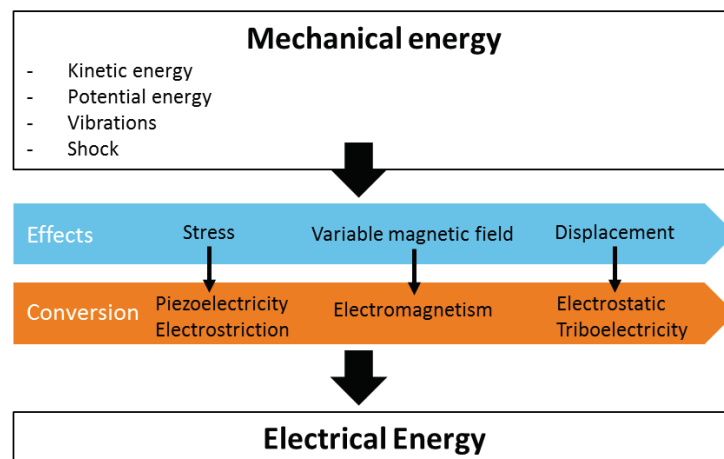 Mechanical energy
- Kinetic energy
- Potential energy
- Vibrations
- Shock
Effects
Stress
Variable magnetic field
Displacement
Conversion
Piezoelectricity
Electrostriction
Electromagnetism
Electrostatic
Triboelectricity
Electrical Energy